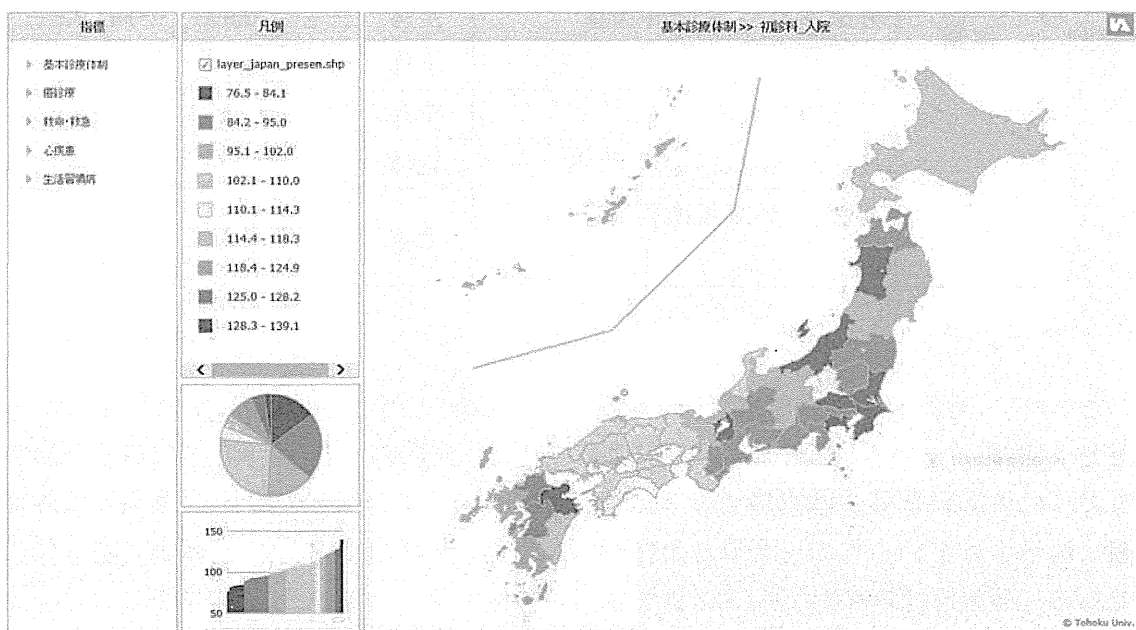 指標
基本診療体制
癌診療
救命・救急
心疾患
生活習慣病
凡例
layer_japan_presen.shp
76.5 - 84.1
84.2 - 95.0
95.1 - 102.0
102.1 - 110.0
110.1 - 114.3
114.4 - 118.3
118.4 - 124.9
125.0 - 128.2
128.3 - 139.1
150
100
50
基本診療体制 >> 初診料_入院
© Tohoku Univ.